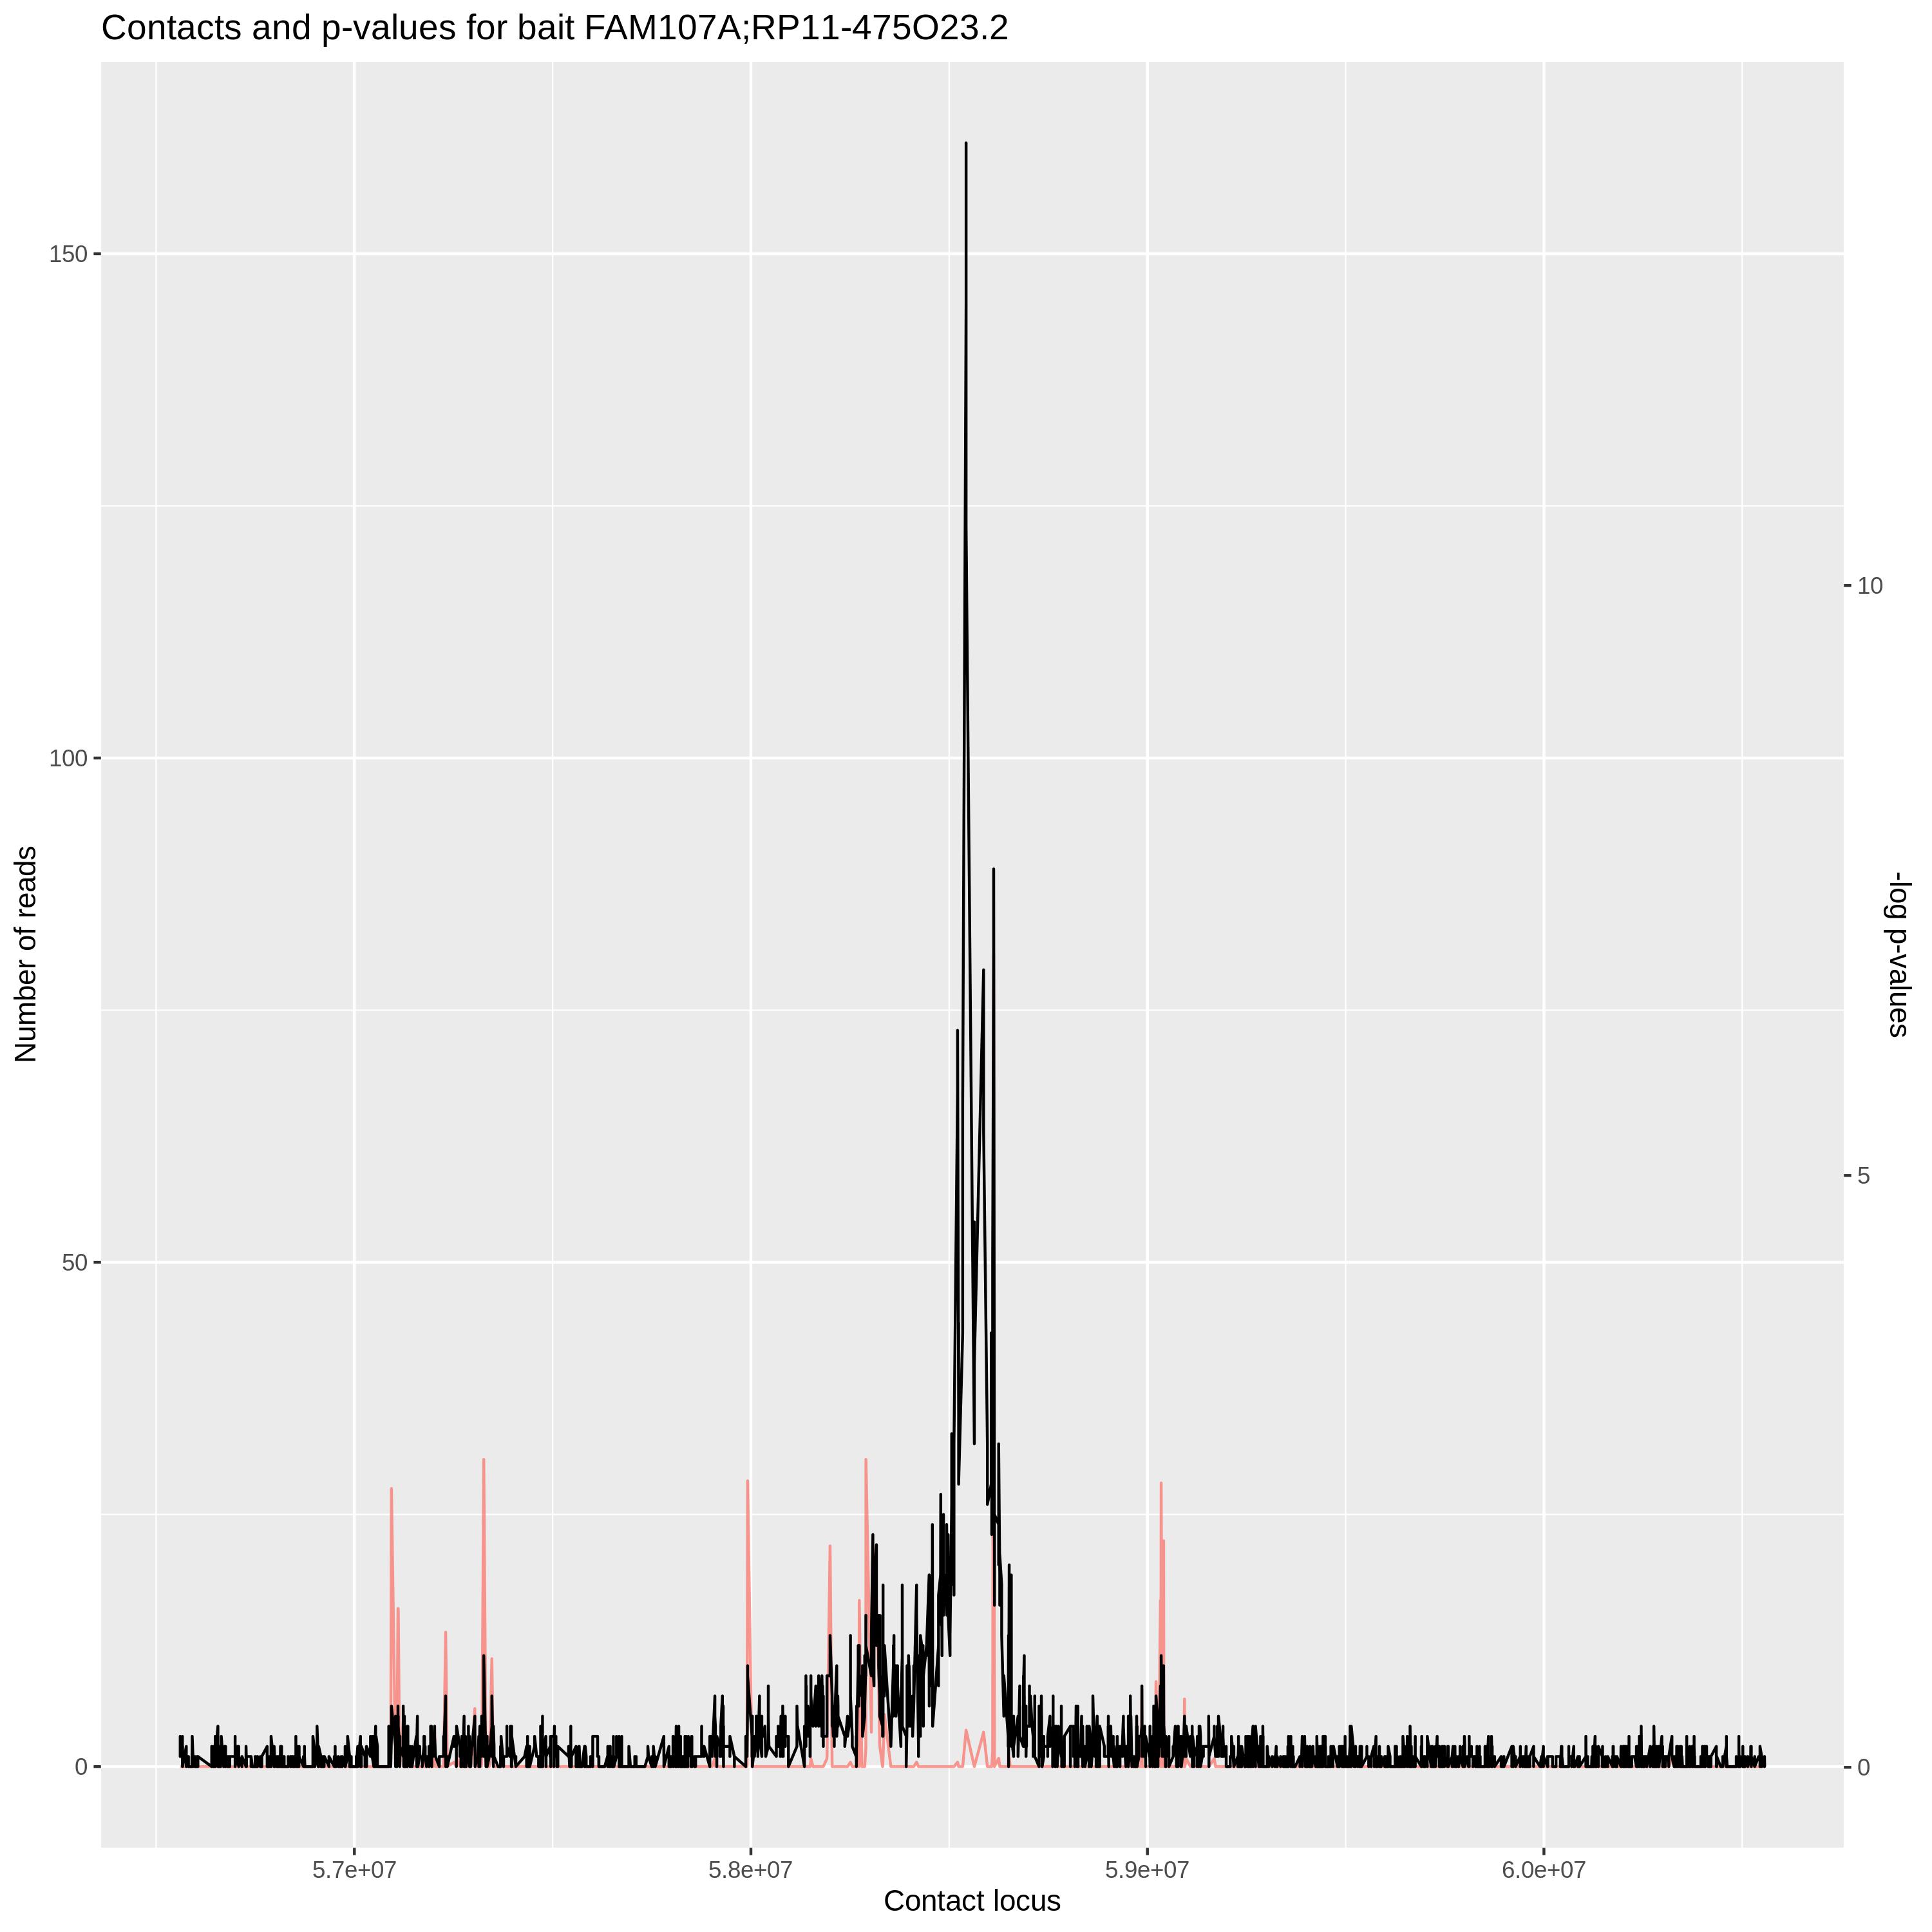 Contacts and p-values for bait FAM107A;RP11-475O23.2
150
100
50
0
Number of reads
10
5
0
-log p-values
5.7e+07
5.8e+07
5.9e+07
6.0e+07
Contact locus